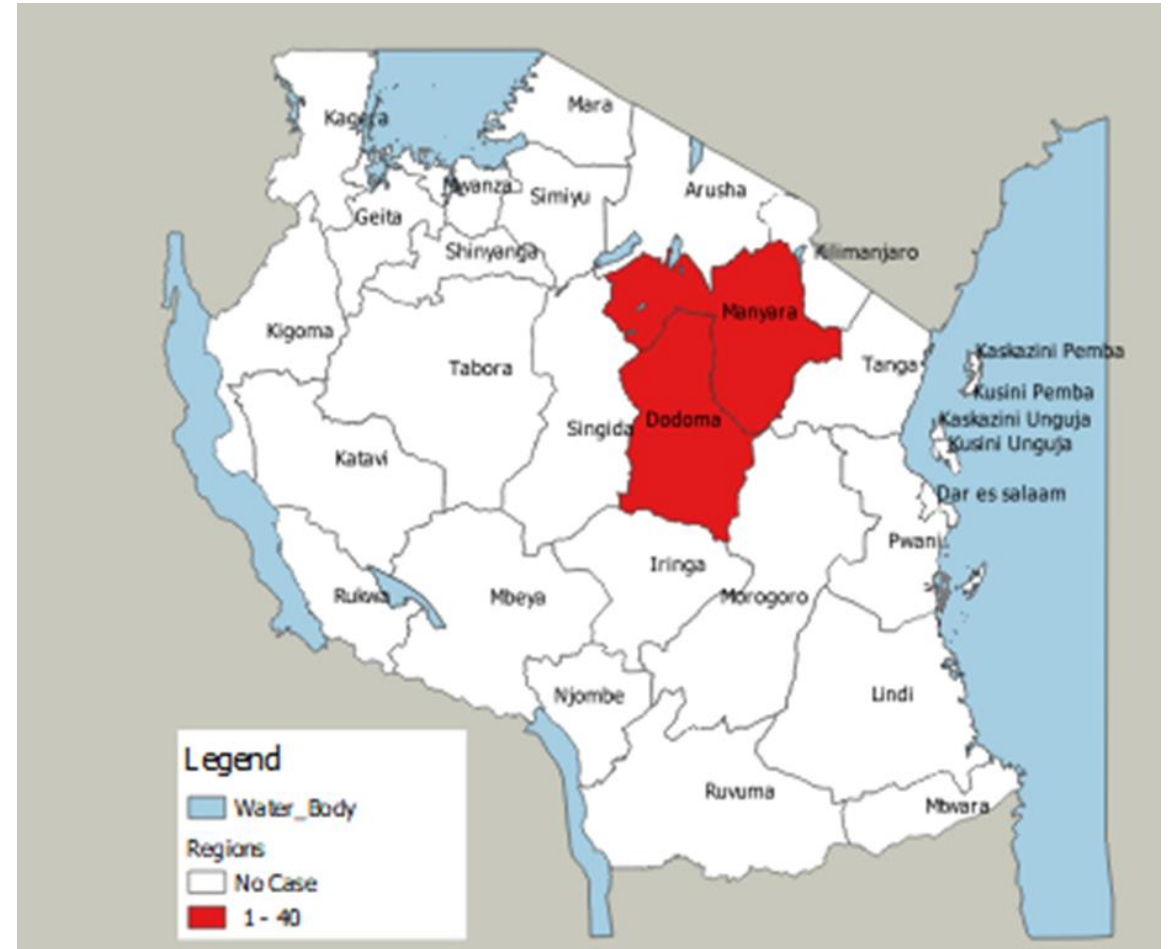 Mara
Kagera
Mwanza
Simiyu
Arusha
Geita
Shinyanga
Kilimanjaro
Manyara
Kigoma
Kaskazini Pemba
Tabora
Tanga
Kusini Pemba
Dodoma
Kaskazini Unguja
Singida
Kusini Unguja
Katavi
Dar es salaam
Pwani
Iringa
Rukwa
Mbeya
Morogoro
Njombe
Lindi
Ruvuma
Mtwara
Legend
Water_Body
Regions
No Case
1 - 40